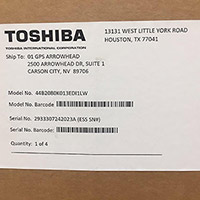 TOSHIBA
TOSHIBA INTERNATIONAL CORPORATION
13131 WEST LITTLE YORK ROAD
HOUSTON, TX 77041
Ship To: 01 GPS ARROWHEAD
2500 ARROWHEAD DR, SUITE 1
CARSON CITY, NV 89706
Model No. 44B20B0K013EDE1LW
Model No. Barcode
Serial No. 2933307242023A (ESS SN#)
Serial No. Barcode
Quantity: 1 of 4